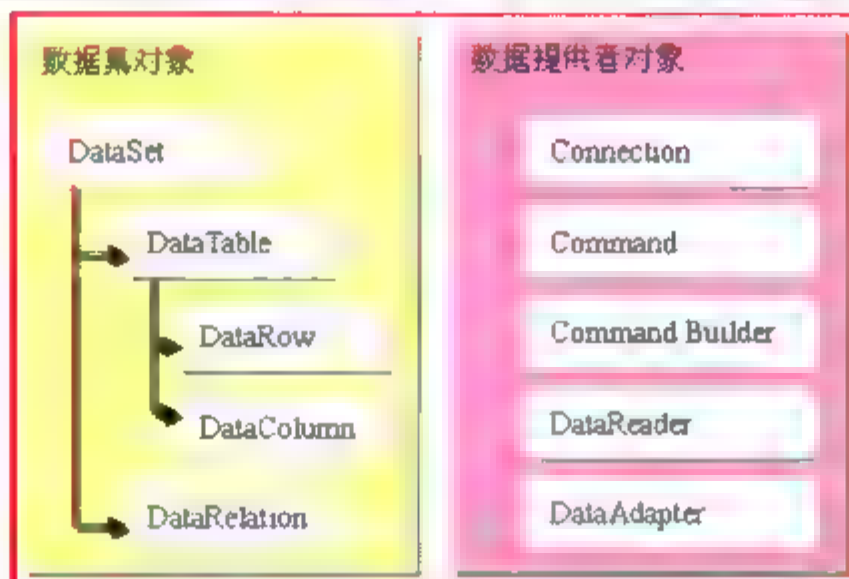 数据集对象
DataSet
DataTable
DataRow
DataColumn
DataRelation
数据提供者对象
Connection
Command
Command Builder
DataReader
DataAdapter